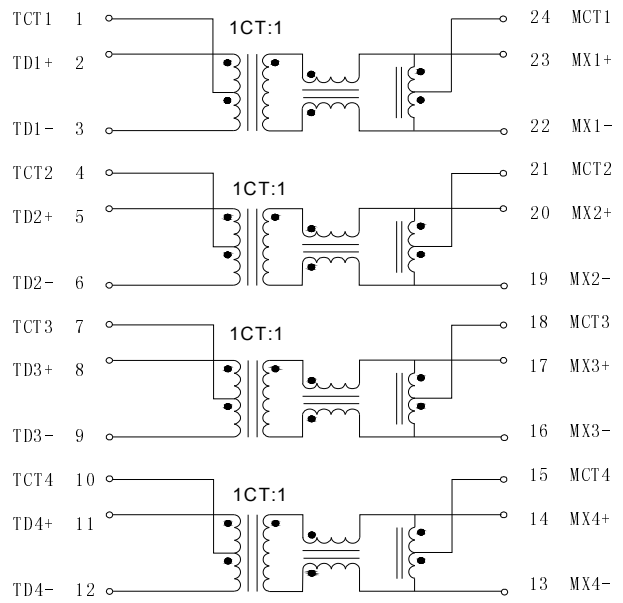 TCT1 1 1CT:1 24 MCT1
TD1+ 2 23 MX1+
TD1- 3 22 MX1-
TCT2 4 1CT:1 21 MCT2
TD2+ 5 20 MX2+
TD2- 6 19 MX2-
TCT3 7 1CT:1 18 MCT3
TD3+ 8 17 MX3+
TD3- 9 16 MX3-
TCT4 10 1CT:1 15 MCT4
TD4+ 11 14 MX4+
TD4- 12 13 MX4-